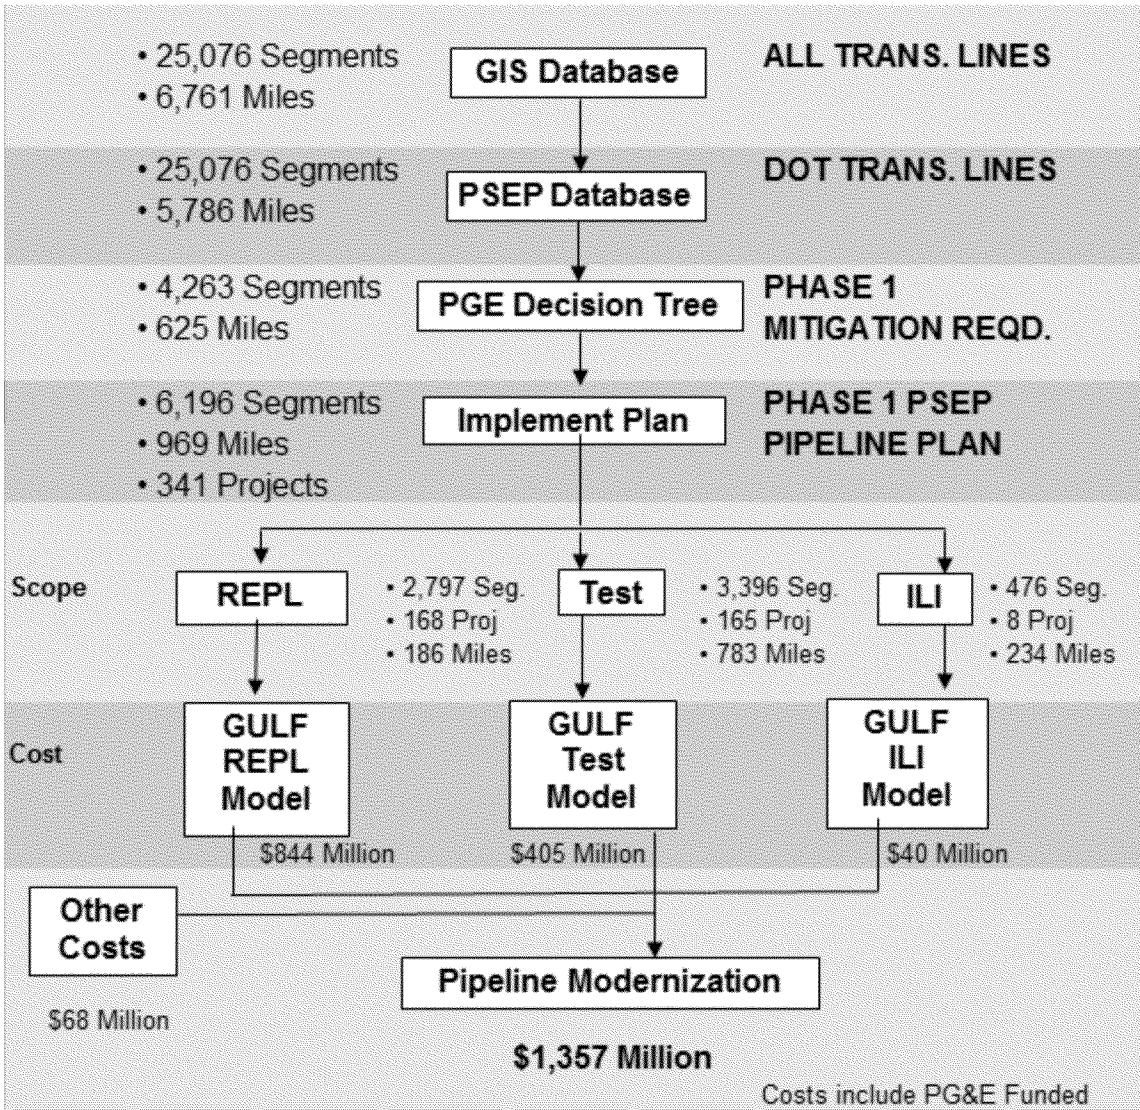 • 25,076 Segments
• 6,761 Miles
GIS Database
ALL TRANS. LINES
• 25,076 Segments
• 5,786 Miles
PSEP Database
DOT TRANS. LINES
• 4,263 Segments
• 625 Miles
PGE Decision Tree
PHASE 1
MITIGATION REQD.
• 6,196 Segments
• 969 Miles
• 341 Projects
Implement Plan
PHASE 1 PSEP
PIPELINE PLAN
Scope
REPL
• 2,797 Seg.
• 168 Proj
• 186 Miles
Test
• 3,396 Seg.
• 165 Proj
• 783 Miles
ILI
• 476 Seg.
• 8 Proj
• 234 Miles
Cost
GULF
REPL
Model
$844 Million
GULF
Test
Model
$405 Million
GULF
ILI
Model
$40 Million
Other
Costs
$68 Million
Pipeline Modernization
$1,357 Million
Costs include PG&E Funded